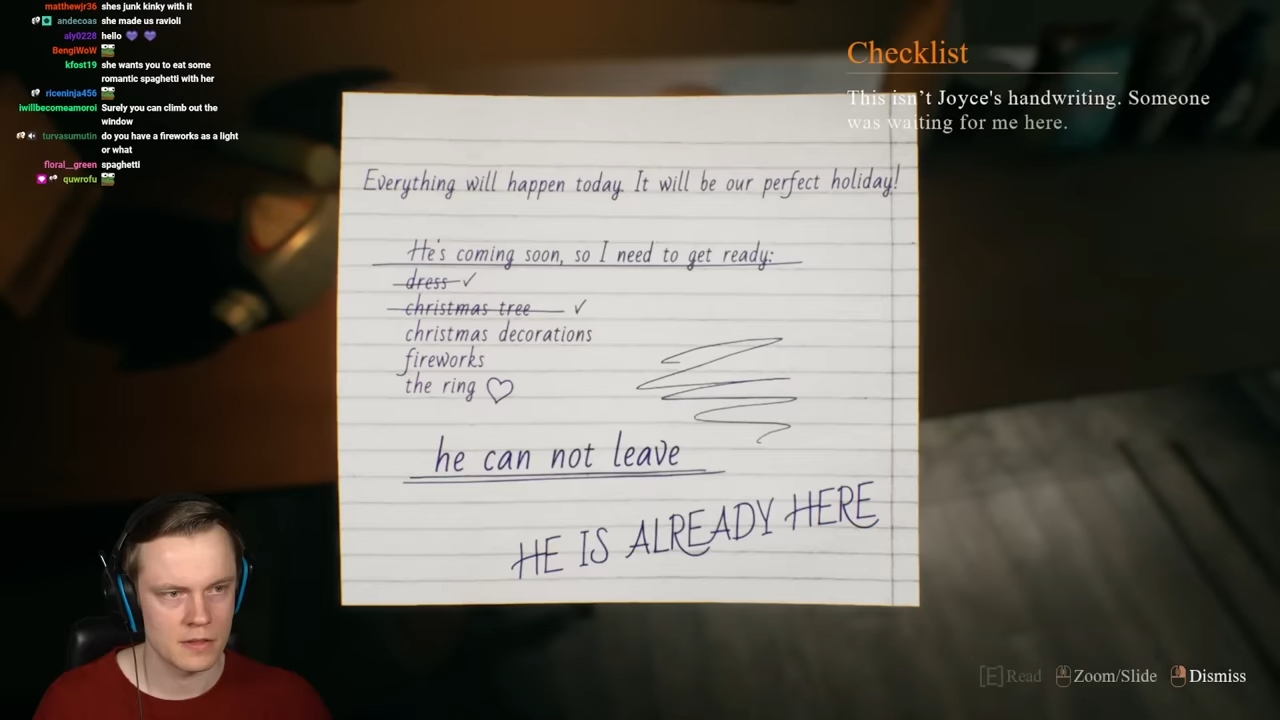 matthewjr36 shes junk kinky with it
andecoas she made us ravioli
aly0228 hello
BengiWoW
kfost19 she wants you to eat some
romantic spaghetti with her
riceninja456
iwillbecomeamoroi Surely you can climb out the
window
turvasumutin do you have a fireworks as a light
or what
floral__green spaghetti
quwrofu
Checklist
This isn't Joyce's handwriting. Someone
was waiting for me here.
Everything will happen today. It will be our perfect holiday!
He's coming soon, so I need to get ready:
dress ✓
christmas tree ✓
christmas decorations
fireworks
the ring ♡
he can not leave
HE IS ALREADY HERE
[E]Read Zoom/Slide Dismiss